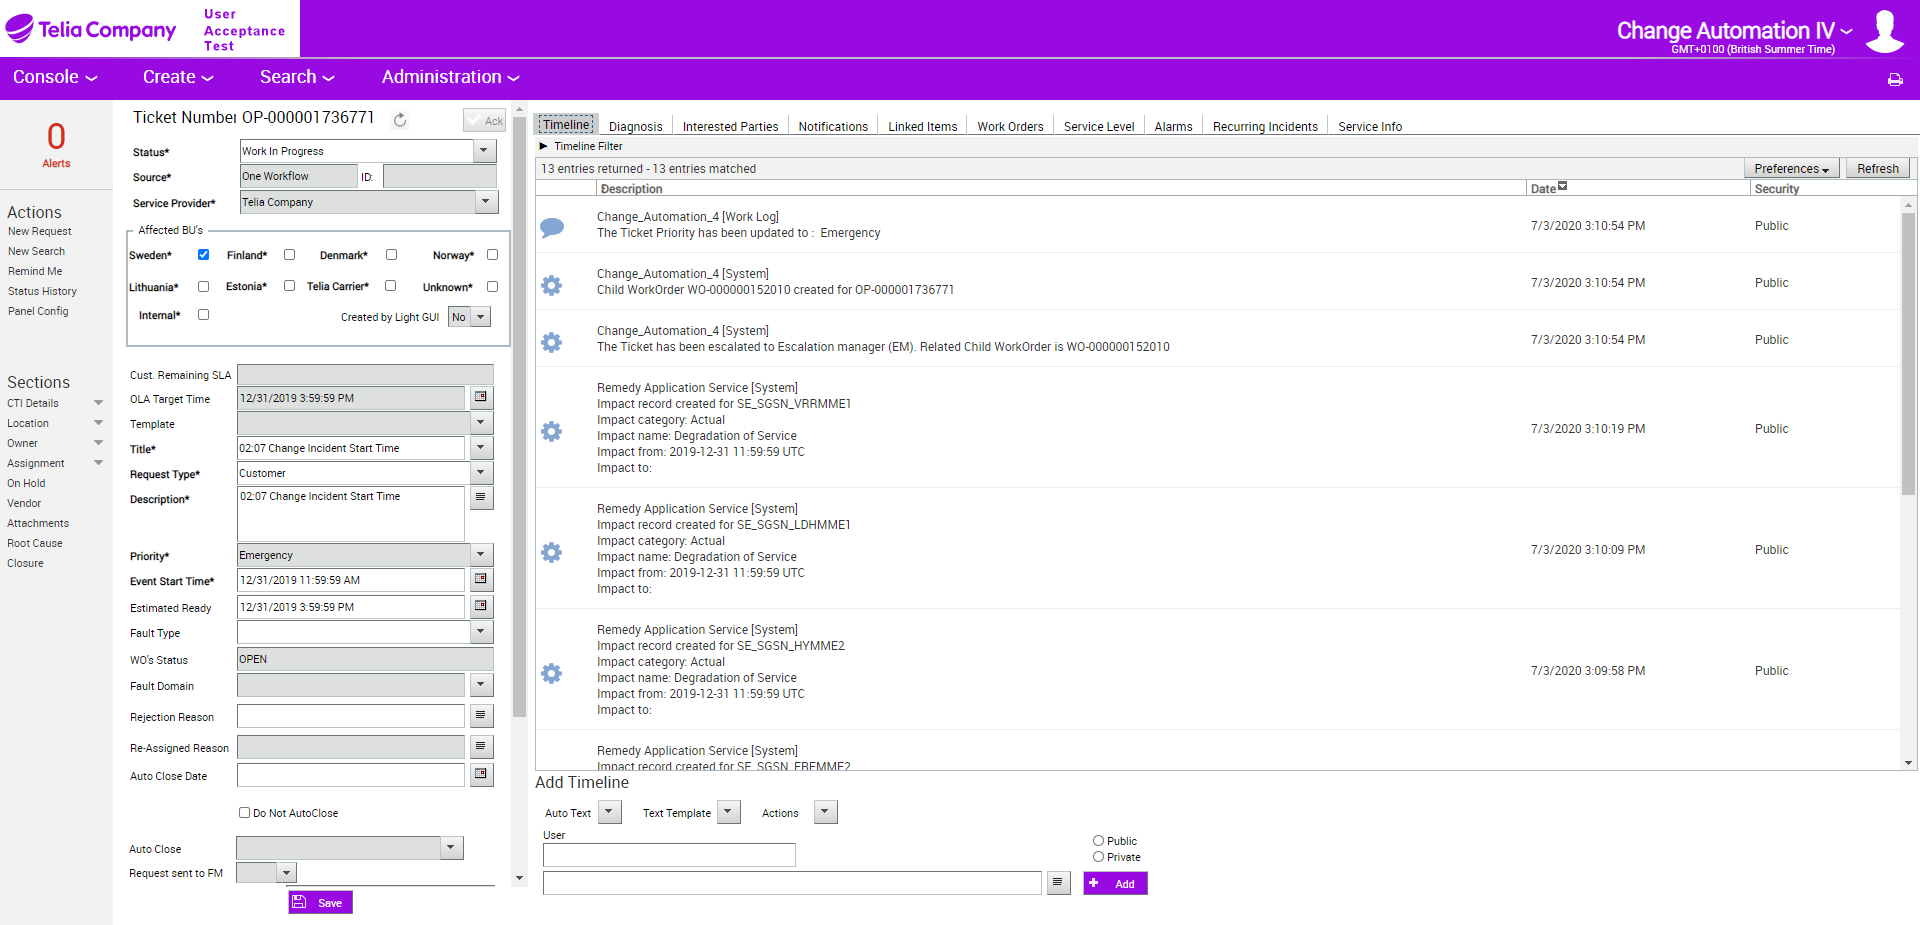 Telia Company
User
Acceptance
Test
Change Automation IV
GMT+0100 (British Summer Time)
Console
Create
Search
Administration
0
Alerts
Actions
New Request
New Search
Remind Me
Status History
Panel Config
Sections
CTI Details
Location
Owner
Assignment
On Hold
Vendor
Attachments
Root Cause
Closure
Ticket Number OP-000001736771
Ack
Status* Work In Progress
Source* One Workflow ID:
Service Provider* Telia Company
Affected BU's
Sweden* Finland* Denmark* Norway*
Lithuania* Estonia* Telia Carrier* Unknown*
Internal* Created by Light GUI No
Cust. Remaining SLA
OLA Target Time 12/31/2019 3:59:59 PM
Template
Title* 02:07 Change Incident Start Time
Request Type* Customer
Description* 02:07 Change Incident Start Time
Priority* Emergency
Event Start Time* 12/31/2019 11:59:59 AM
Estimated Ready 12/31/2019 3:59:59 PM
Fault Type
WO's Status OPEN
Fault Domain
Rejection Reason
Re-Assigned Reason
Auto Close Date
Do Not AutoClose
Auto Close
Request sent to FM
Save
Timeline Diagnosis Interested Parties Notifications Linked Items Work Orders Service Level Alarms Recurring Incidents Service Info
Timeline Filter
13 entries returned - 13 entries matched Preferences Refresh
Description Date Security
Change_Automation_4 [Work Log]
The Ticket Priority has been updated to : Emergency
7/3/2020 3:10:54 PM Public
Change_Automation_4 [System]
Child WorkOrder WO-000000152010 created for OP-000001736771
7/3/2020 3:10:54 PM Public
Change_Automation_4 [System]
The Ticket has been escalated to Escalation manager (EM). Related Child WorkOrder is WO-000000152010
7/3/2020 3:10:54 PM Public
Remedy Application Service [System]
Impact record created for SE_SGSN_VRRMME1
Impact category: Actual
Impact name: Degradation of Service
Impact from: 2019-12-31 11:59:59 UTC
Impact to:
7/3/2020 3:10:19 PM Public
Remedy Application Service [System]
Impact record created for SE_SGSN_LDHMME1
Impact category: Actual
Impact name: Degradation of Service
Impact from: 2019-12-31 11:59:59 UTC
Impact to:
7/3/2020 3:10:09 PM Public
Remedy Application Service [System]
Impact record created for SE_SGSN_HYMME2
Impact category: Actual
Impact name: Degradation of Service
Impact from: 2019-12-31 11:59:59 UTC
Impact to:
7/3/2020 3:09:58 PM Public
Remedy Application Service [System]
Impact record created for SE_SGSN_FREMME2
Add Timeline
Auto Text Text Template Actions
User
Public
Private
Add